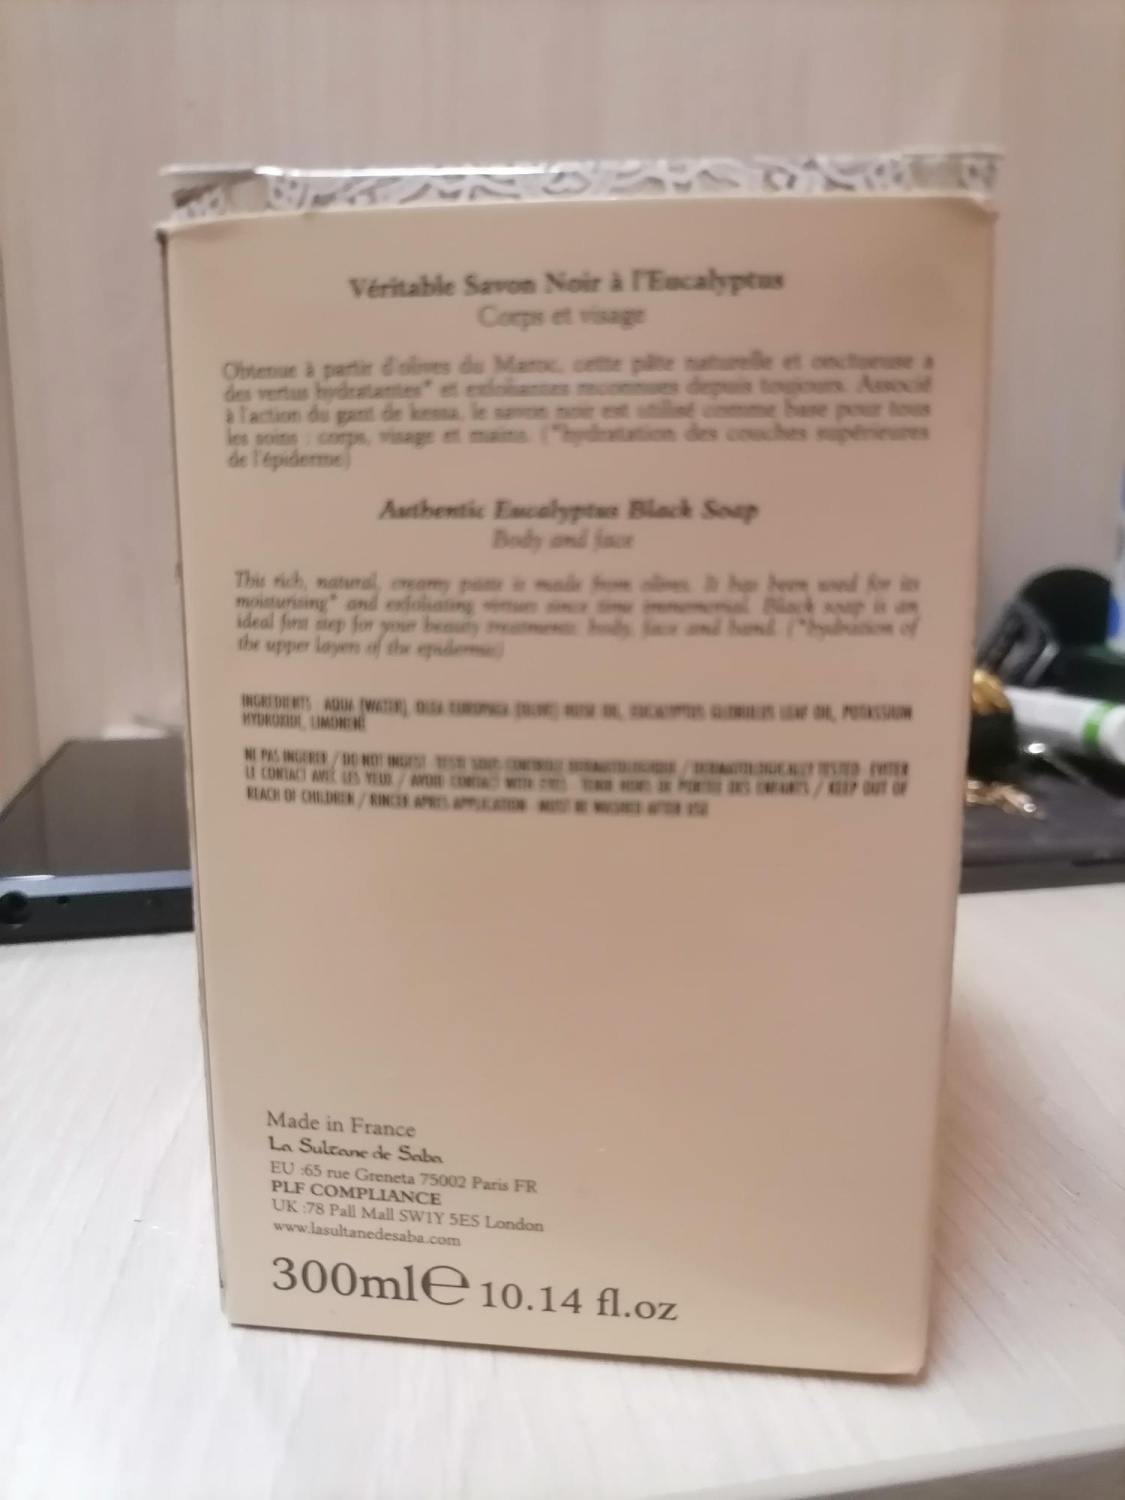 Véritable Savon Noir à l'Eucalyptus
Corps et visage
Obtenue à partir d'olives du Maroc, cette pâte naturelle et onctueuse a
des vertus hydratantes* et exfoliantes reconnues depuis toujours. Associé
à l'action du gant de kessa, le savon noir est utilisé comme base pour tous
les soins : corps, visage et mains. (*hydratation des couches supérieures
de l'épiderme)
Authentic Eucalyptus Black Soap
Body and face
This rich, natural, creamy paste is made from olives. It has been used for its
moisturising* and exfoliating virtues since time immemorial. Black soap is an
ideal first step for your beauty treatments: body, face and hand. (*hydration of
the upper layers of the epidermis)
INGREDIENTS : AQUA (WATER), OLEA EUROPAEA (OLIVE) HUSK OIL, EUCALYPTUS GLOBULUS LEAF OIL, POTASSIUM
HYDROXIDE, LIMONENE
NE PAS INGERER / DO NOT INGEST - TESTE SOUS CONTROLE DERMATOLOGIQUE / DERMATOLOGICALLY TESTED - EVITER
LE CONTACT AVEC LES YEUX / AVOID CONTACT WITH EYES - TENIR HORS DE PORTEE DES ENFANTS / KEEP OUT OF
REACH OF CHILDREN / RINCER APRES APPLICATION - MUST BE WASHED AFTER USE
Made in France
La Sultane de Saba
EU :65 rue Greneta 75002 Paris FR
PLF COMPLIANCE
UK :78 Pall Mall SW1Y 5ES London
www.lasultanedesaba.com
300ml℮ 10.14 fl.oz